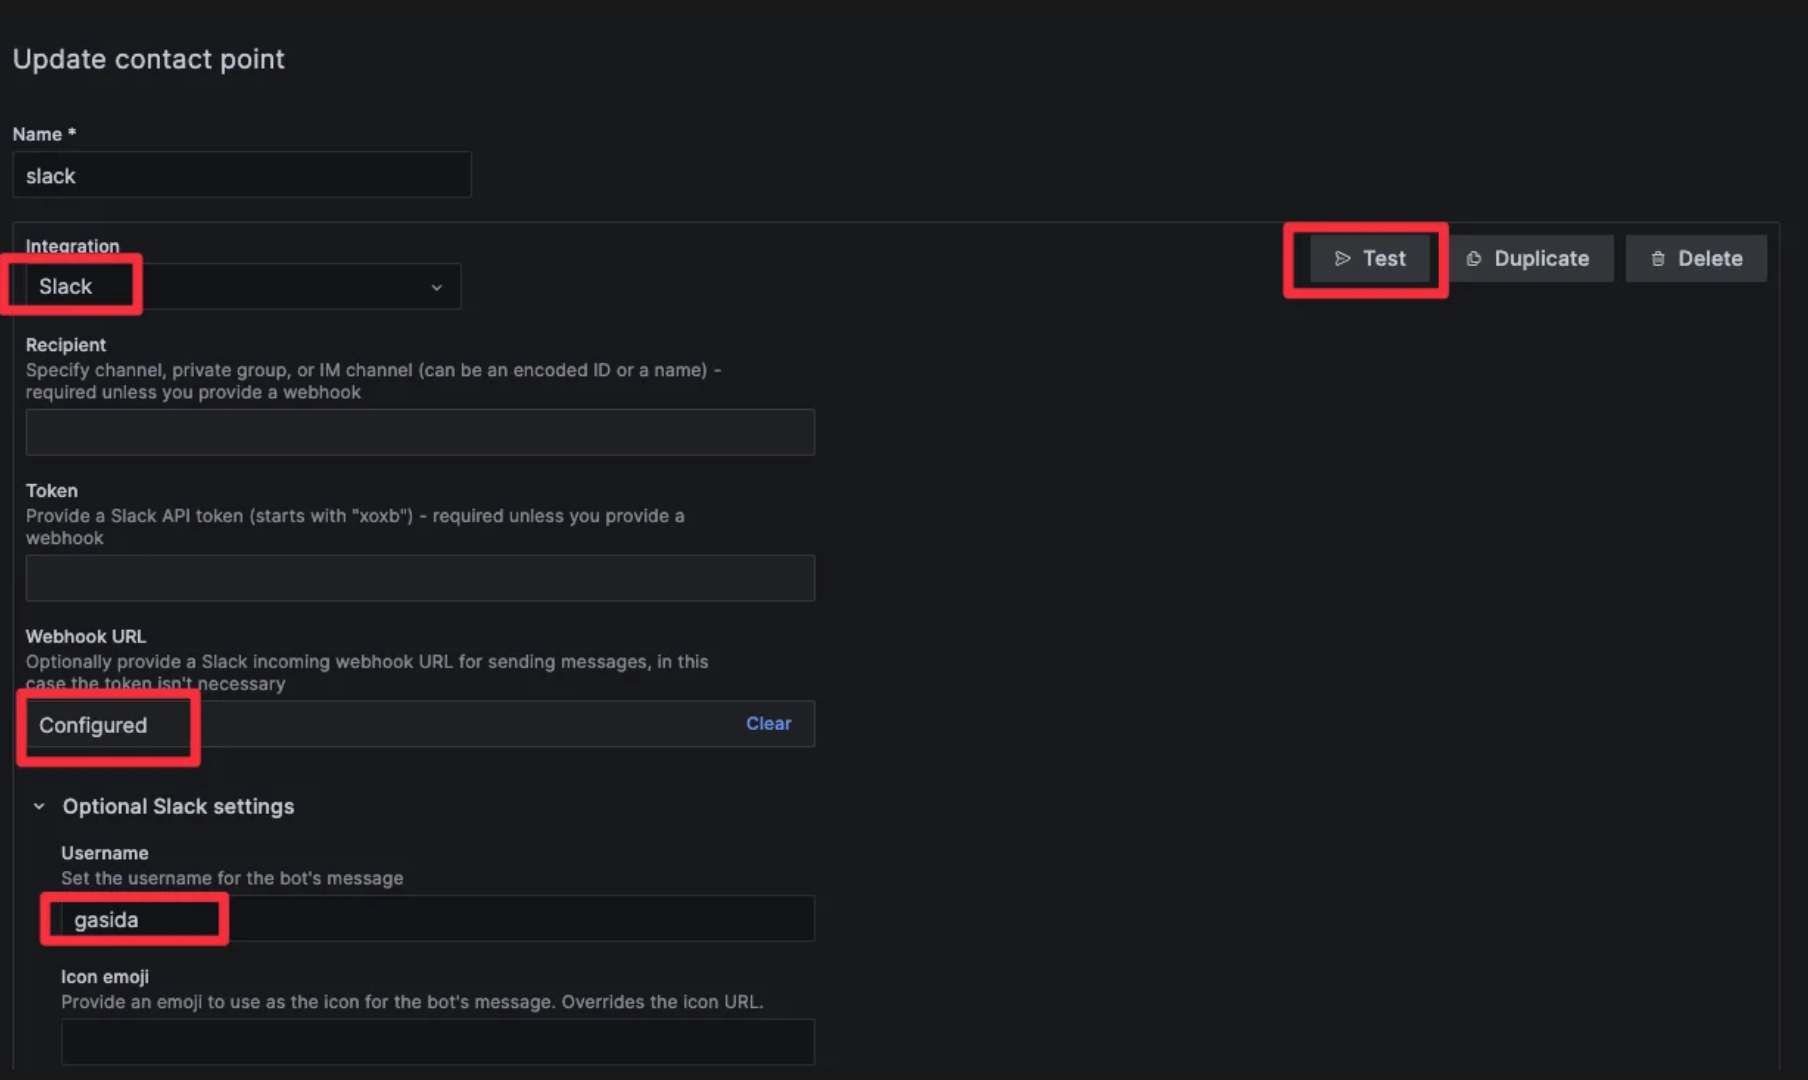 Update contact point
Name *
slack
Integration
Test
Duplicate
Delete
Slack
Recipient
Specify channel, private group, or IM channel (can be an encoded ID or a name) -
required unless you provide a webhook
Token
Provide a Slack API token (starts with "xoxb") - required unless you provide a
webhook
Webhook URL
Optionally provide a Slack incoming webhook URL for sending messages, in this
case the token isn't necessary
Configured
Clear
Optional Slack settings
Username
Set the username for the bot's message
gasida
Icon emoji
Provide an emoji to use as the icon for the bot's message. Overrides the icon URL.